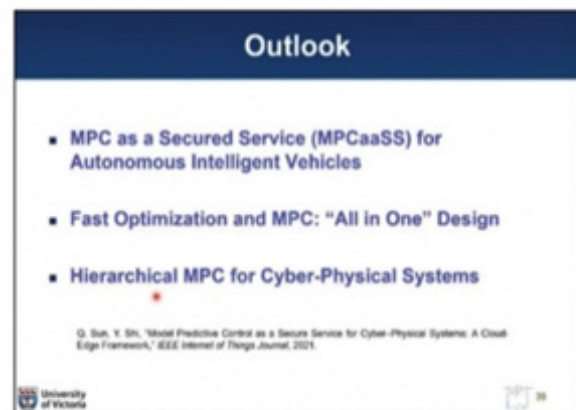 Outlook
▪ MPC as a Secured Service (MPCaaSS) for
Autonomous Intelligent Vehicles
▪ Fast Optimization and MPC: “All in One” Design
▪ Hierarchical MPC for Cyber-Physical Systems
Q. Sun, Y. Shi, "Model Predictive Control as a Secure Service for Cyber-Physical Systems: A Cloud-
Edge Framework," IEEE Internet of Things Journal, 2021.
University
of Victoria
39